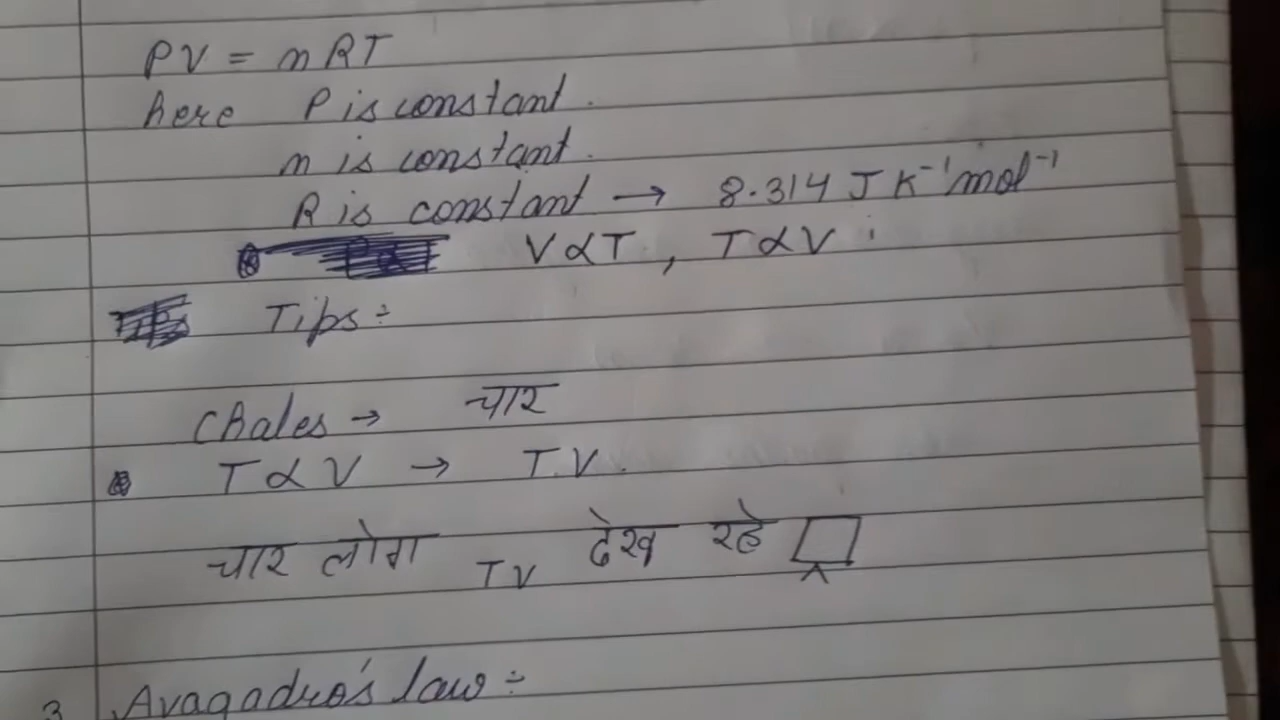 PV = nRT
here P is constant.
n is constant.
R is constant → 8.314 J K⁻¹ mol⁻¹
V ∝ T , T ∝ V
Tips ÷
Chales → चार
T ∝ V → T.V.
चार लोग TV देख रहे
3 Avagadro's law ÷